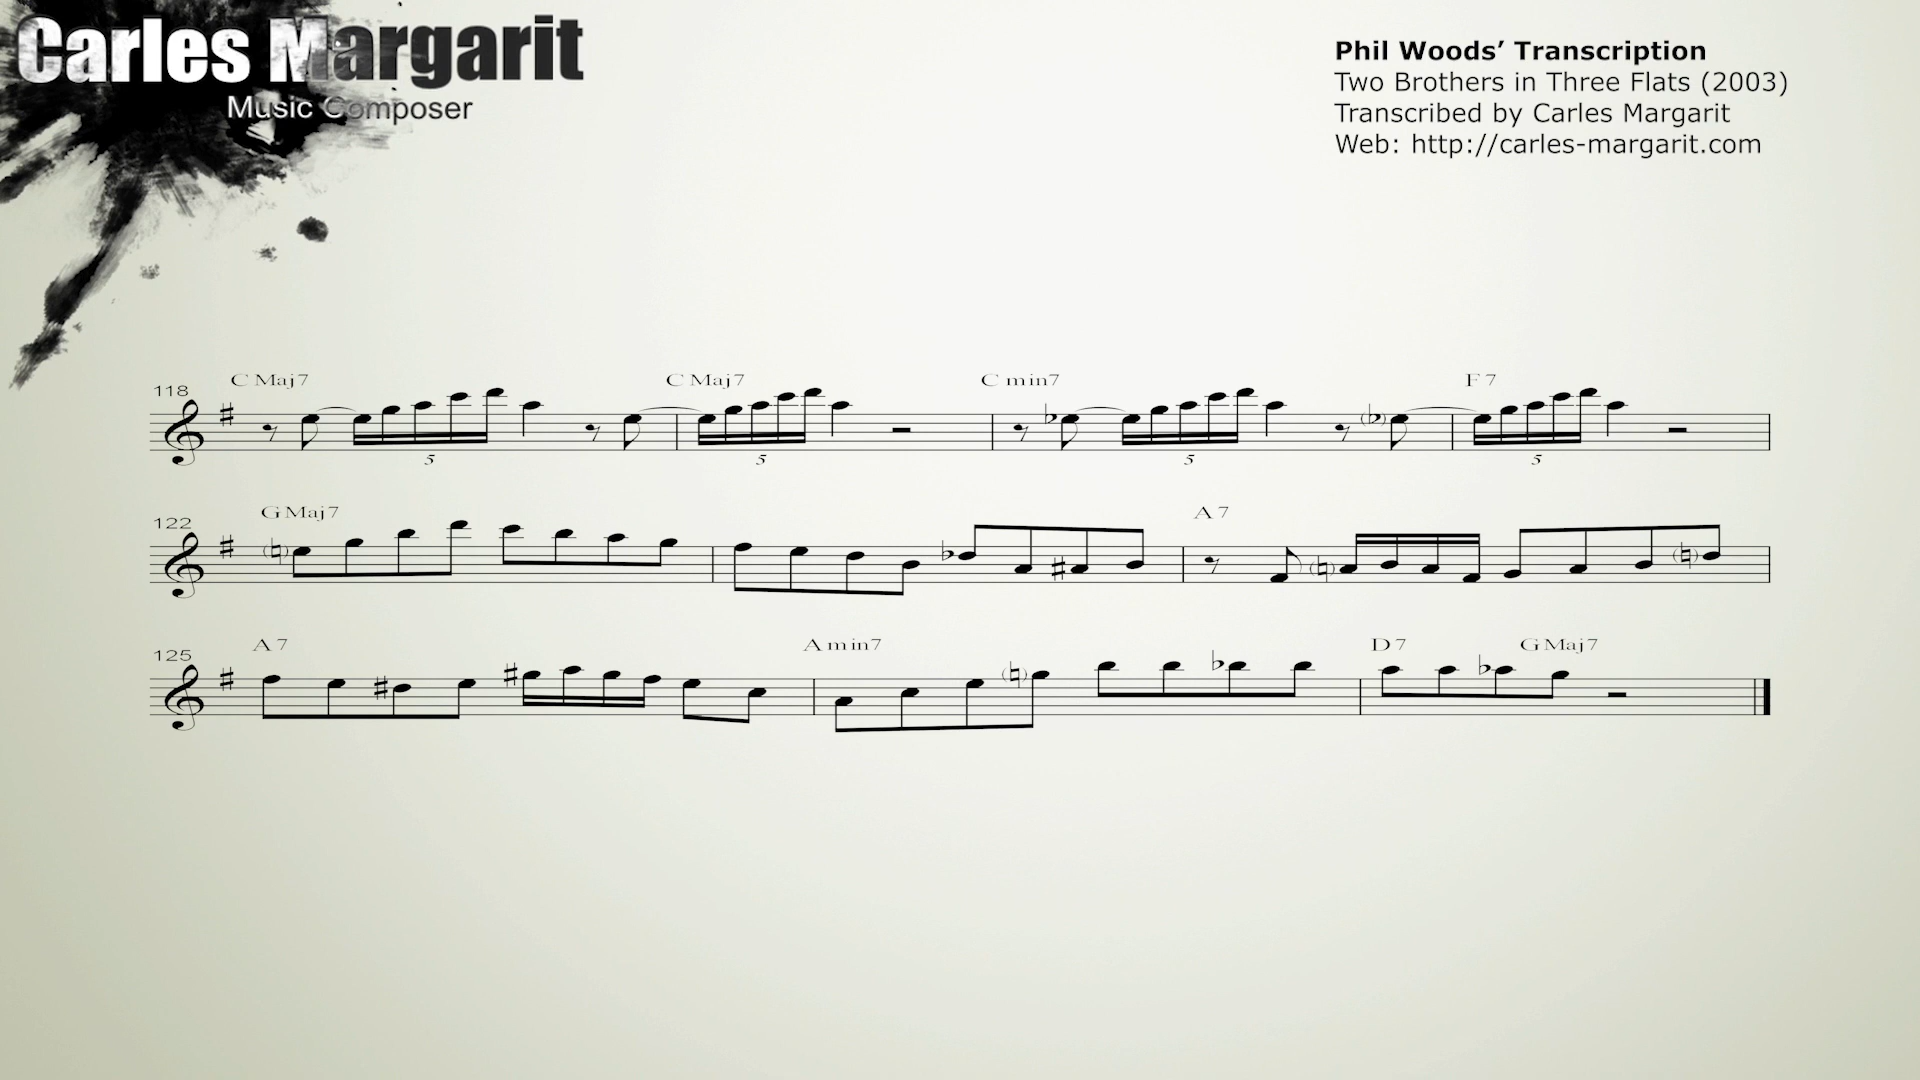 Carles Margarit
Music Composer
Phil Woods’ Transcription
Two Brothers in Three Flats (2003)
Transcribed by Carles Margarit
Web: http://carles-margarit.com
118 C Maj7 C Maj7 C min7 F 7
5 5 5 5
122 G Maj7 A 7
125 A 7 A min7 D 7 G Maj7